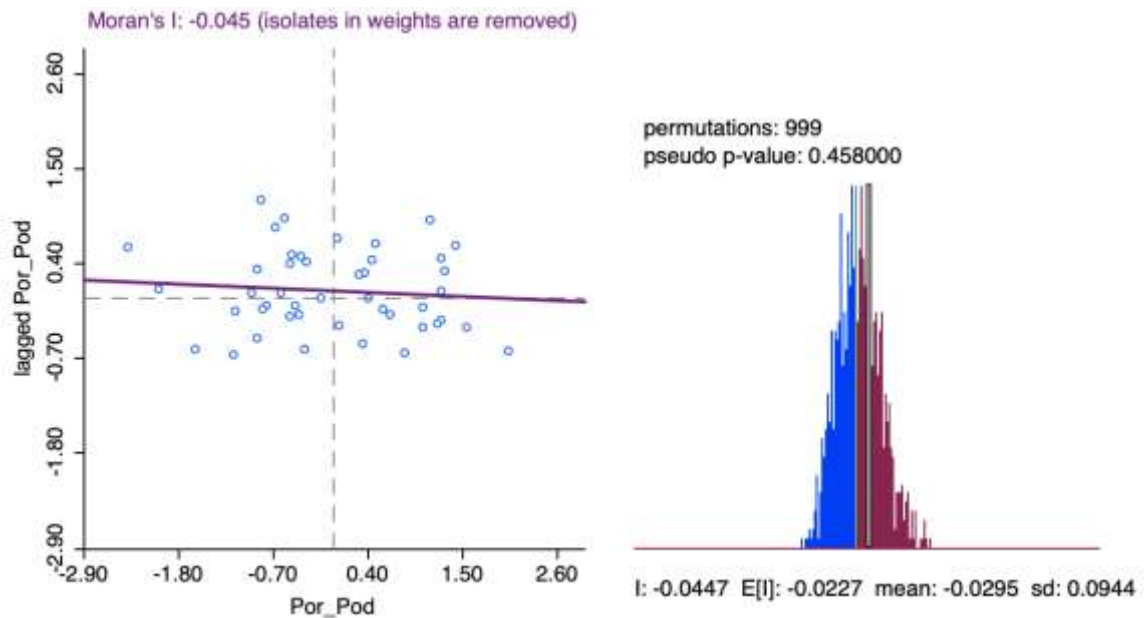 Moran's I: -0.045 (isolates in weights are removed)
2.60
1.50
0.40
-0.70
-1.80
-2.90
lagged Por_Pod
-2.90 -1.80 -0.70 0.40 1.50 2.60
Por_Pod
permutations: 999
pseudo p-value: 0.458000
I: -0.0447 E[I]: -0.0227 mean: -0.0295 sd: 0.0944